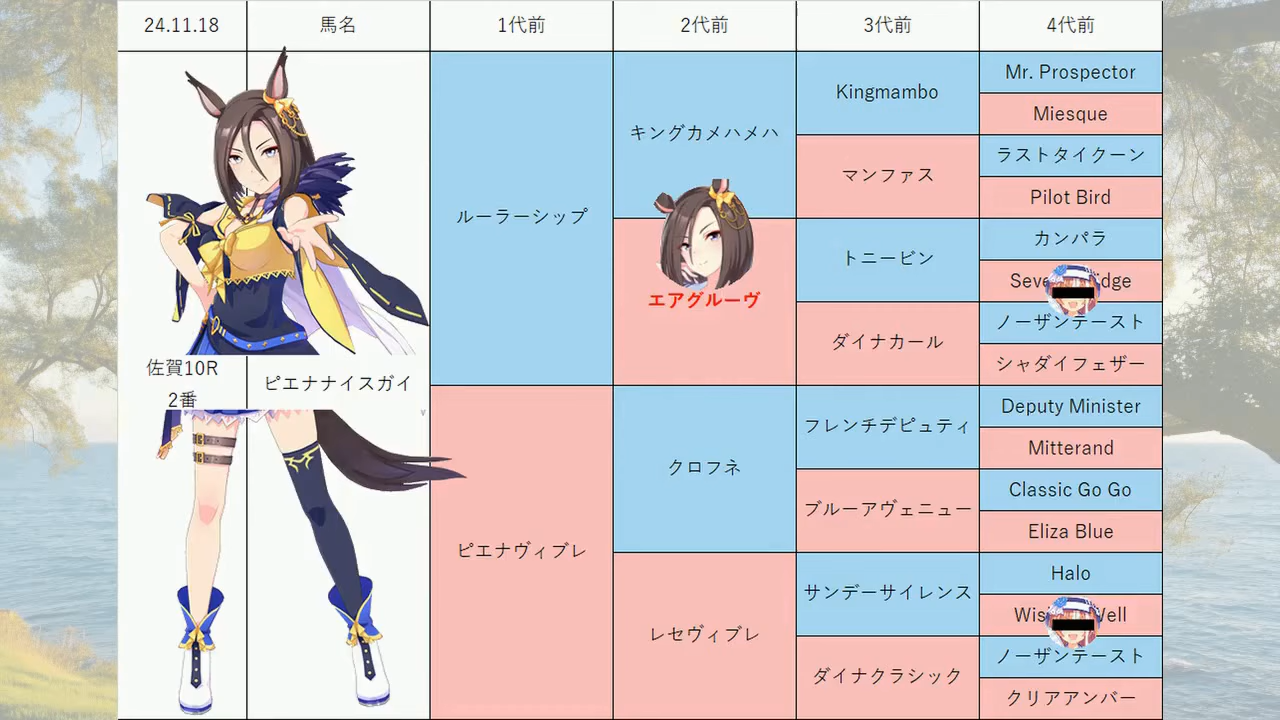 24.11.18
馬名
1代前
2代前
3代前
4代前
佐賀10R
2番
ピエナナイスガイ
ルーラーシップ
ピエナヴィブレ
キングカメハメハ
エアグルーヴ
クロフネ
レセヴィブレ
Kingmambo
マンファス
トニービン
ダイナカール
フレンチデピュティ
ブルーアヴェニュー
サンデーサイレンス
ダイナクラシック
Mr. Prospector
Miesque
ラストタイクーン
Pilot Bird
カンパラ
ノーザンテースト
シャダイフェザー
Deputy Minister
Mitterand
Classic Go Go
Eliza Blue
Halo
ノーザンテースト
クリアアンバー